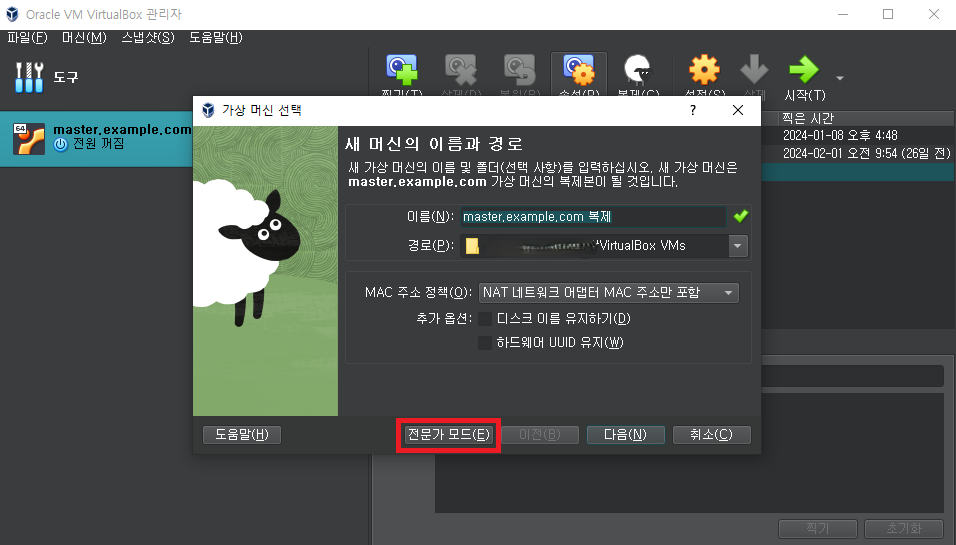 Oracle VM VirtualBox 관리자
파일(F) 머신(M) 스냅샷(S) 도움말(H)
도구
찍기(T) 삭제(D) 복원(R) 속성(P) 복제(C) 설정(S) 삭제 시작(T)
64
master.example.com
전원 꺼짐
찍은 시간
2024-01-08 오후 4:48
2024-02-01 오전 9:54 (26일 전)
가상 머신 선택
새 머신의 이름과 경로
새 가상 머신의 이름 및 폴더(선택 사항)를 입력하십시오. 새 가상 머신은
master.example.com 가상 머신의 복제본이 될 것입니다.
이름(N): master.example.com 복제
경로(P): VirtualBox VMs
MAC 주소 정책(O): NAT 네트워크 어댑터 MAC 주소만 포함
추가 옵션: 디스크 이름 유지하기(D)
하드웨어 UUID 유지(W)
도움말(H) 전문가 모드(E) 이전(B) 다음(N) 취소(C)
찍기 초기화